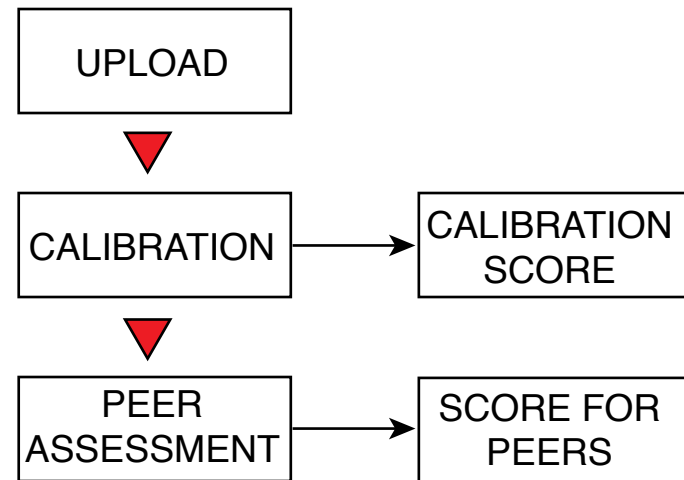 UPLOAD
CALIBRATION
CALIBRATION
SCORE
PEER
ASSESSMENT
SCORE FOR
PEERS